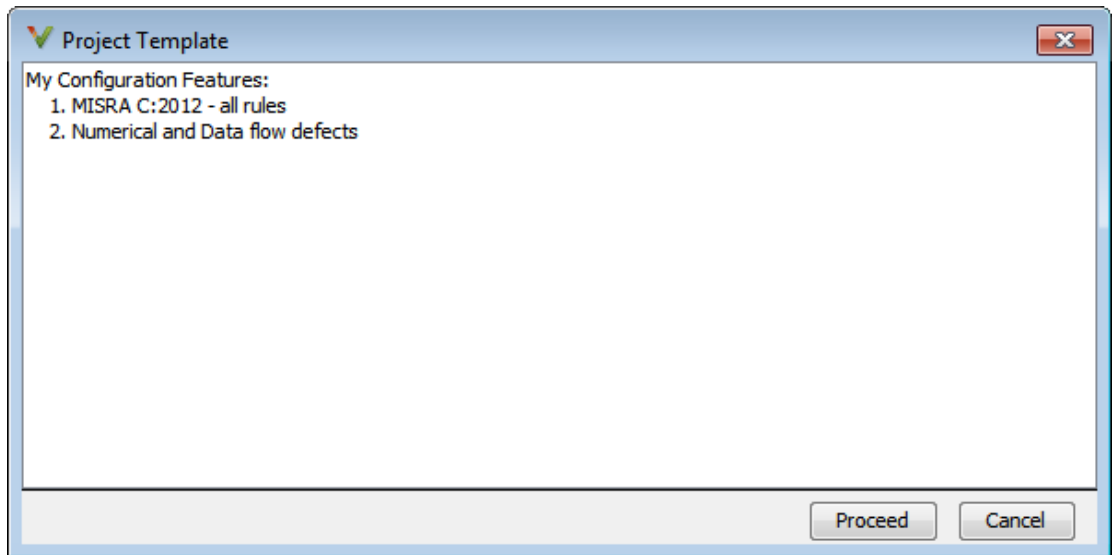 Project Template
My Configuration Features:
1. MISRA C:2012 - all rules
2. Numerical and Data flow defects
Proceed Cancel